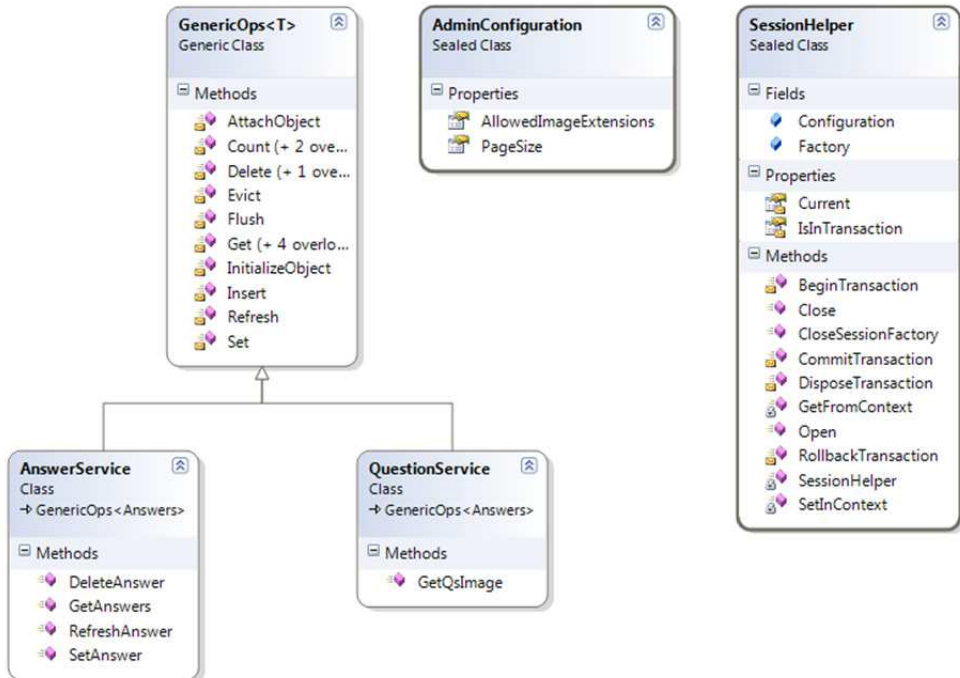 GenericOps<T>
Generic Class
Methods
AttachObject
Count (+ 2 ove...
Delete (+ 1 ove...
Evict
Flush
Get (+ 4 overlo...
InitializeObject
Insert
Refresh
Set
AdminConfiguration
Sealed Class
Properties
AllowedImageExtensions
PageSize
SessionHelper
Sealed Class
Fields
Configuration
Factory
Properties
Current
IsInTransaction
Methods
BeginTransaction
Close
CloseSessionFactory
CommitTransaction
DisposeTransaction
GetFromContext
Open
RollbackTransaction
SessionHelper
SetInContext
AnswerService
Class
GenericOps<Answers>
Methods
DeleteAnswer
GetAnswers
RefreshAnswer
SetAnswer
QuestionService
Class
GenericOps<Answers>
Methods
GetQsImage